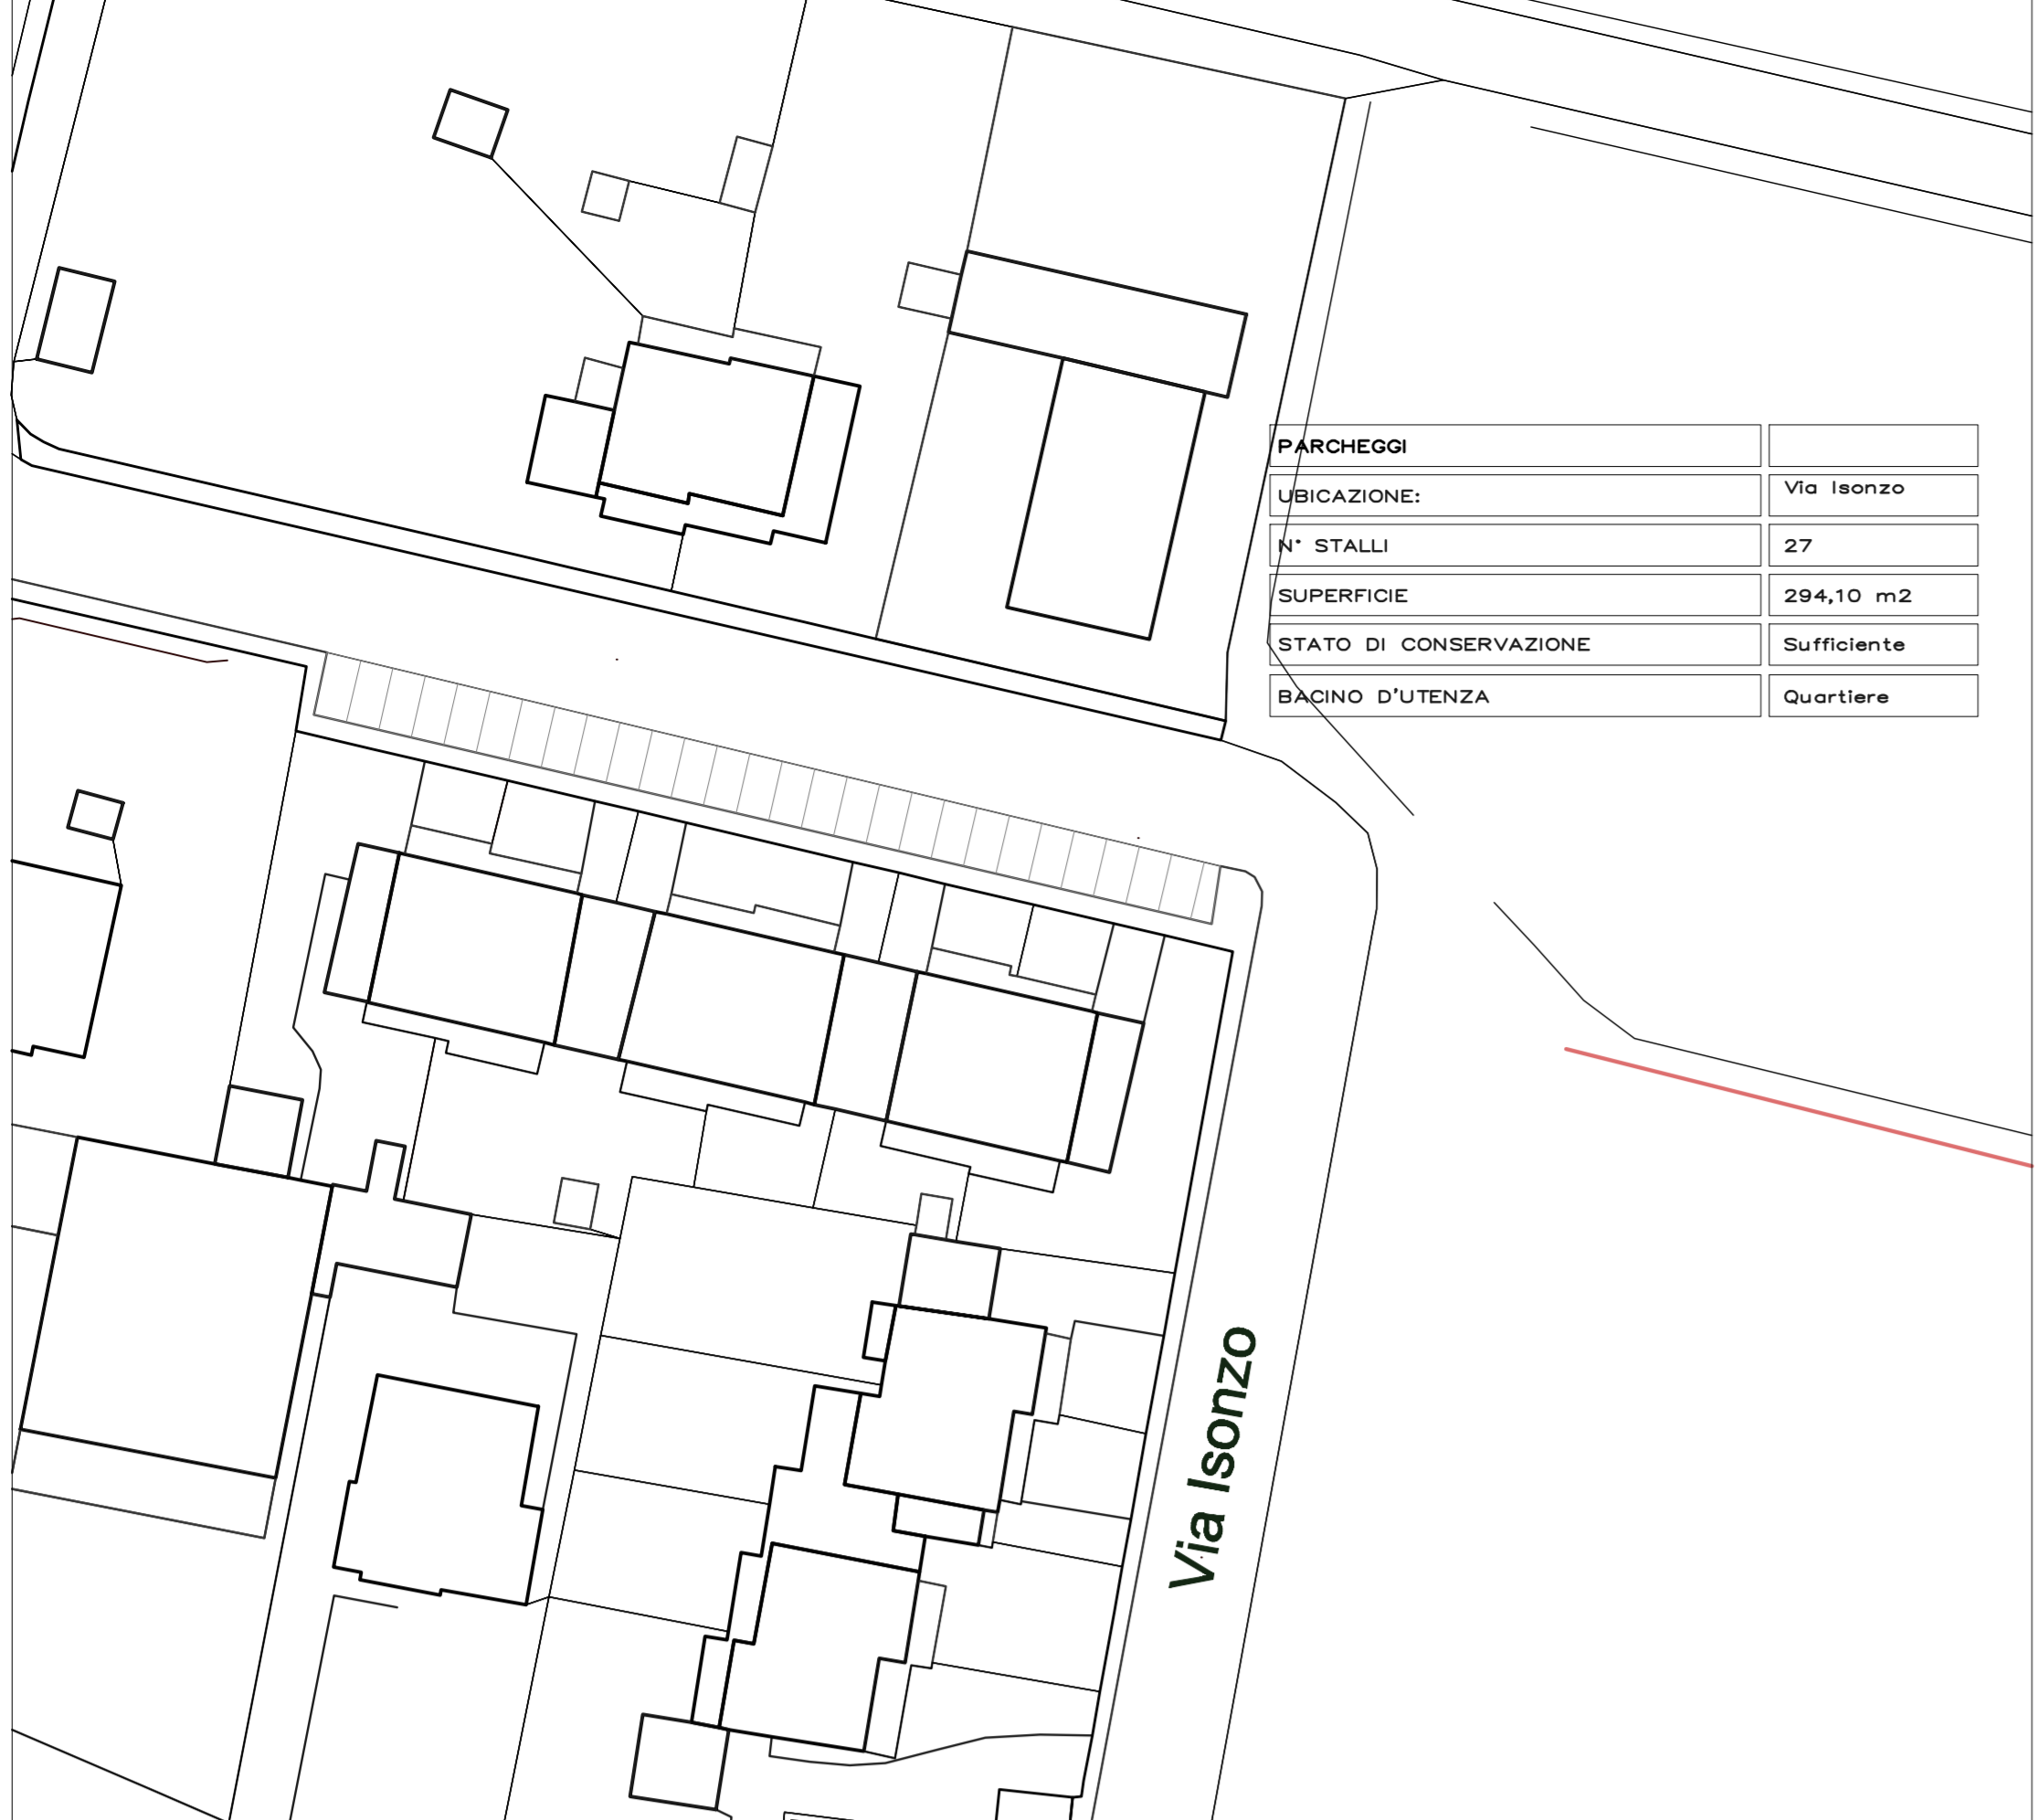 PARCHEGGI
UBICAZIONE: Via Isonzo
N° STALLI 27
SUPERFICIE 294,10 m2
STATO DI CONSERVAZIONE Sufficiente
BACINO D'UTENZA Quartiere
Via Isonzo